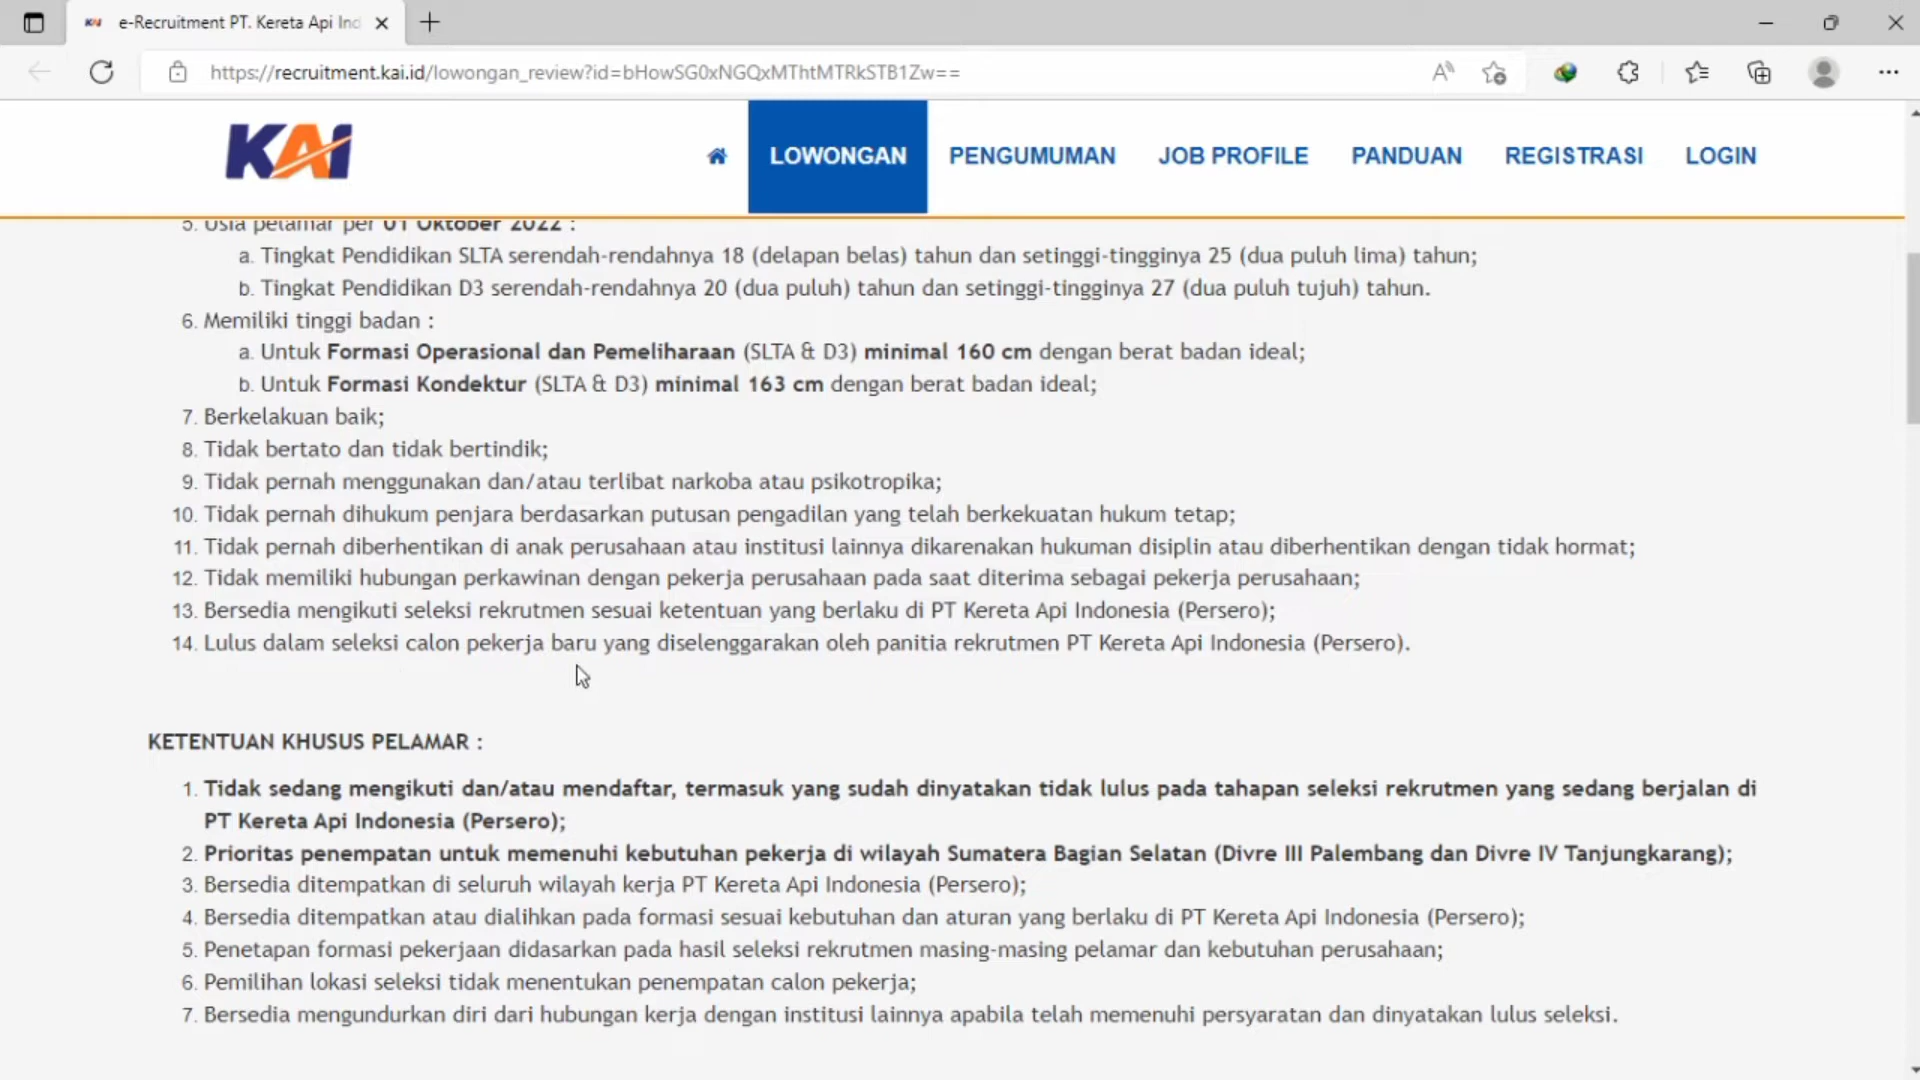 e-Recruitment PT. Kereta Api Ind
https://recruitment.kai.id/lowongan_review?id=bHowSG0xNGQxMThtMTRkSTB1Zw==
KAI
LOWONGAN
PENGUMUMAN
JOB PROFILE
PANDUAN
REGISTRASI
LOGIN
5. Usia pelamar per 01 Oktober 2022 :
a. Tingkat Pendidikan SLTA serendah-rendahnya 18 (delapan belas) tahun dan setinggi-tingginya 25 (dua puluh lima) tahun;
b. Tingkat Pendidikan D3 serendah-rendahnya 20 (dua puluh) tahun dan setinggi-tingginya 27 (dua puluh tujuh) tahun.
6. Memiliki tinggi badan :
a. Untuk Formasi Operasional dan Pemeliharaan (SLTA & D3) minimal 160 cm dengan berat badan ideal;
b. Untuk Formasi Kondektur (SLTA & D3) minimal 163 cm dengan berat badan ideal;
7. Berkelakuan baik;
8. Tidak bertato dan tidak bertindik;
9. Tidak pernah menggunakan dan/atau terlibat narkoba atau psikotropika;
10. Tidak pernah dihukum penjara berdasarkan putusan pengadilan yang telah berkekuatan hukum tetap;
11. Tidak pernah diberhentikan di anak perusahaan atau institusi lainnya dikarenakan hukuman disiplin atau diberhentikan dengan tidak hormat;
12. Tidak memiliki hubungan perkawinan dengan pekerja perusahaan pada saat diterima sebagai pekerja perusahaan;
13. Bersedia mengikuti seleksi rekrutmen sesuai ketentuan yang berlaku di PT Kereta Api Indonesia (Persero);
14. Lulus dalam seleksi calon pekerja baru yang diselenggarakan oleh panitia rekrutmen PT Kereta Api Indonesia (Persero).
KETENTUAN KHUSUS PELAMAR :
1. Tidak sedang mengikuti dan/atau mendaftar, termasuk yang sudah dinyatakan tidak lulus pada tahapan seleksi rekrutmen yang sedang berjalan di
PT Kereta Api Indonesia (Persero);
2. Prioritas penempatan untuk memenuhi kebutuhan pekerja di wilayah Sumatera Bagian Selatan (Divre III Palembang dan Divre IV Tanjungkarang);
3. Bersedia ditempatkan di seluruh wilayah kerja PT Kereta Api Indonesia (Persero);
4. Bersedia ditempatkan atau dialihkan pada formasi sesuai kebutuhan dan aturan yang berlaku di PT Kereta Api Indonesia (Persero);
5. Penetapan formasi pekerjaan didasarkan pada hasil seleksi rekrutmen masing-masing pelamar dan kebutuhan perusahaan;
6. Pemilihan lokasi seleksi tidak menentukan penempatan calon pekerja;
7. Bersedia mengundurkan diri dari hubungan kerja dengan institusi lainnya apabila telah memenuhi persyaratan dan dinyatakan lulus seleksi.